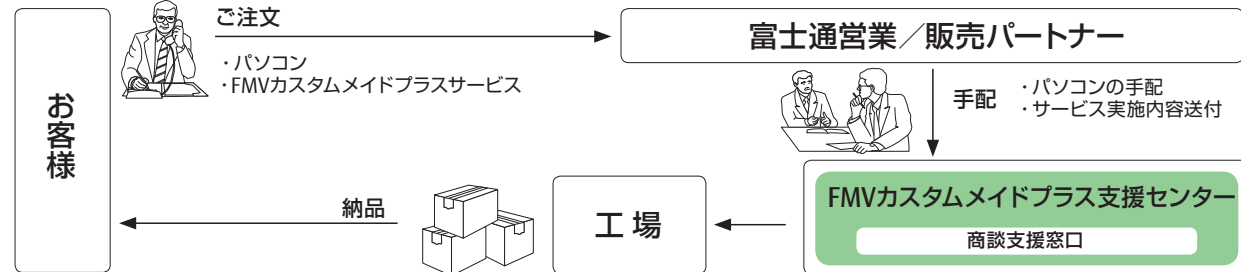 ご注文
・パソコン
・FMVカスタムメイドプラスサービス
富士通営業／販売パートナー
お客様
手配
・パソコンの手配
・サービス実施内容送付
FMVカスタムメイドプラス支援センター
商談支援窓口
工場
納品